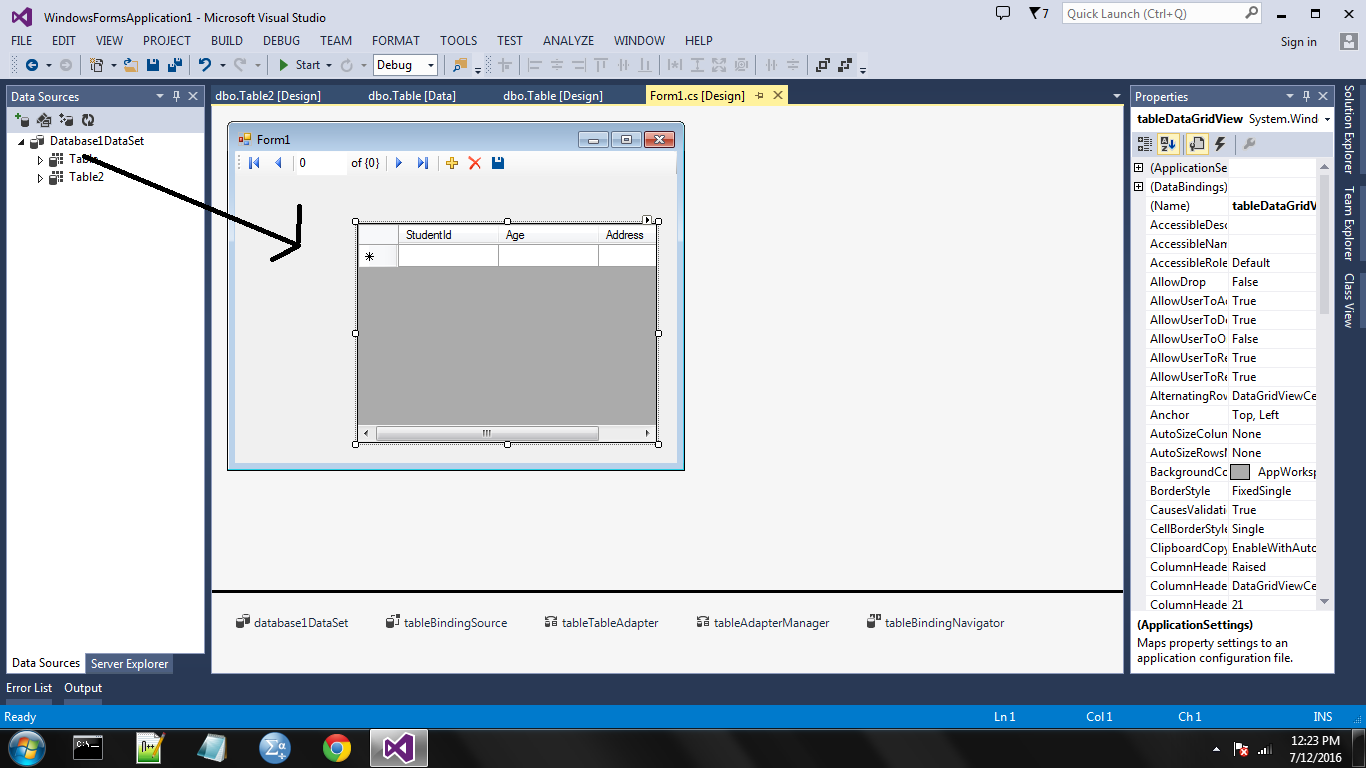 WindowsFormsApplication1 - Microsoft Visual Studio
7
Quick Launch (Ctrl+Q)
FILE EDIT VIEW PROJECT BUILD DEBUG TEAM FORMAT TOOLS TEST ANALYZE WINDOW HELP
Sign in
Start
Debug
Data Sources
Database1DataSet
Table2
Data Sources
Server Explorer
dbo.Table2 [Design]
dbo.Table [Data]
dbo.Table [Design]
Form1.cs [Design]
Form1
0 of {0}
StudentId Age Address
database1DataSet
tableBindingSource
tableTableAdapter
tableAdapterManager
tableBindingNavigator
Properties
tableDataGridView System.Wind
(ApplicationSe
(DataBindings)
(Name) tableDataGridV
AccessibleDesc
AccessibleNam
AccessibleRole Default
AllowDrop False
AllowUserToAc True
AllowUserToDe True
AllowUserToO False
AllowUserToRe True
AllowUserToRe True
AlternatingRow DataGridViewCe
Anchor Top, Left
AutoSizeColun None
AutoSizeRowsM None
BackgroundCo AppWorksp
BorderStyle FixedSingle
CausesValidati True
CellBorderStyle Single
ClipboardCopy EnableWithAuto
ColumnHeade Raised
ColumnHeade DataGridViewCe
ColumnHeade 21
(ApplicationSettings)
Maps property settings to an
application configuration file.
Solution Explorer
Team Explorer
Class View
Error List Output
Ready
Ln 1 Col 1 Ch 1 INS
12:23 PM
7/12/2016